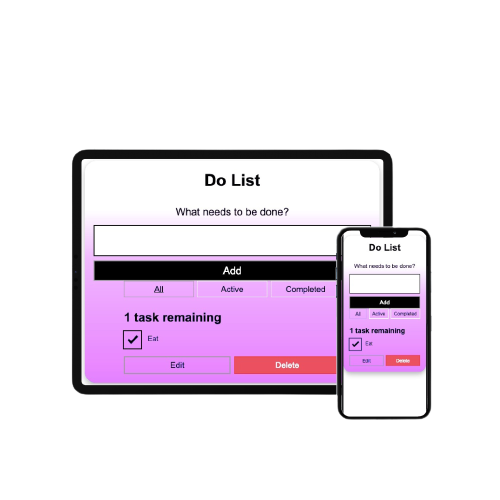 Do List
What needs to be done?
Add
All Active Completed
1 task remaining
Eat
Edit Delete
Do List
What needs to be done?
Add
All Active Completed
1 task remaining
Eat
Edit Delete